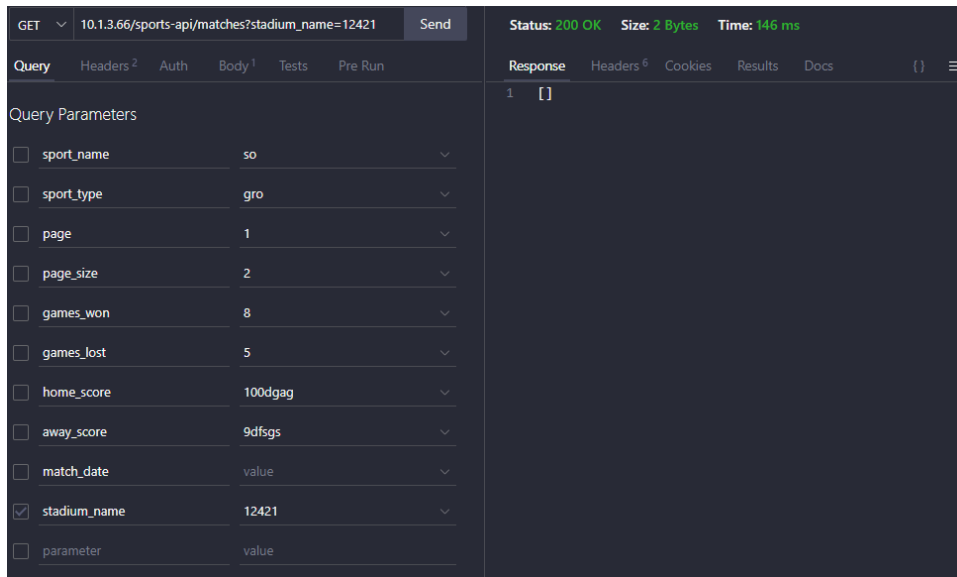 GET 10.1.3.66/sports-api/matches?stadium_name=12421 Send
Status: 200 OK Size: 2 Bytes Time: 146 ms
Query Headers 2 Auth Body 1 Tests Pre Run
Response Headers 6 Cookies Results Docs {}
1 []
Query Parameters
sport_name so
sport_type gro
page 1
page_size 2
games_won 8
games_lost 5
home_score 100dgag
away_score 9dfsgs
match_date value
stadium_name 12421
parameter value